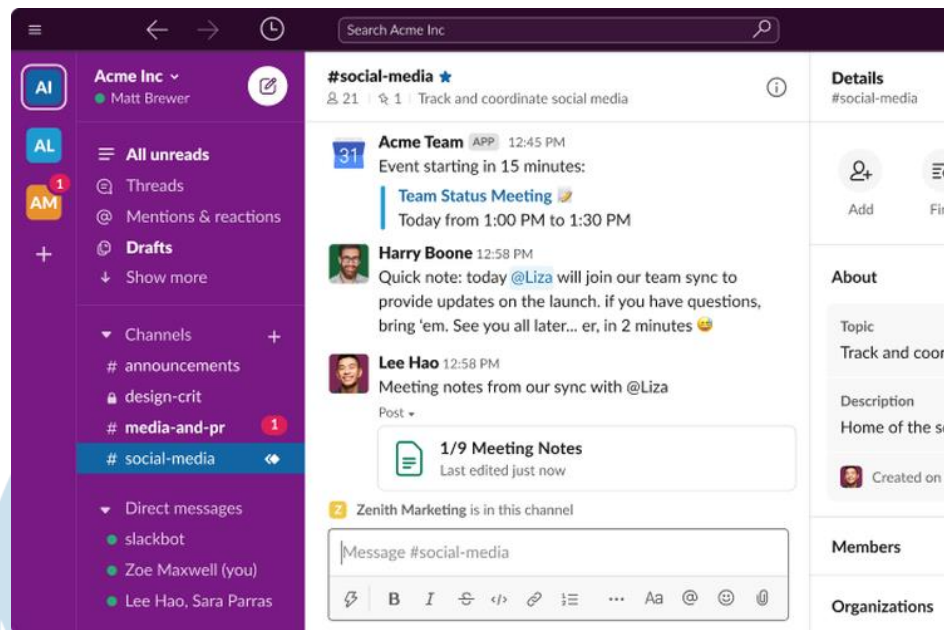 Search Acme Inc
AI
AL
1
AM
Acme Inc
Matt Brewer
All unreads
Threads
@ Mentions & reactions
Drafts
Show more
Channels +
# announcements
design-crit
# media-and-pr 1
# social-media
Direct messages
slackbot
Zoe Maxwell (you)
Lee Hao, Sara Parras
#social-media
21 | 1 | Track and coordinate social media
31
Acme Team APP 12:45 PM
Event starting in 15 minutes:
Team Status Meeting
Today from 1:00 PM to 1:30 PM
Harry Boone 12:58 PM
Quick note: today @Liza will join our team sync to
provide updates on the launch. if you have questions,
bring ‘em. See you all later... er, in 2 minutes
Lee Hao 12:58 PM
Meeting notes from our sync with @Liza
Post
1/9 Meeting Notes
Last edited just now
Z Zenith Marketing is in this channel
Message #social-media
B I S </> ... Aa @
Details
#social-media
Add
About
Topic
Track and
Description
Home of the
Created on
Members
Organizations